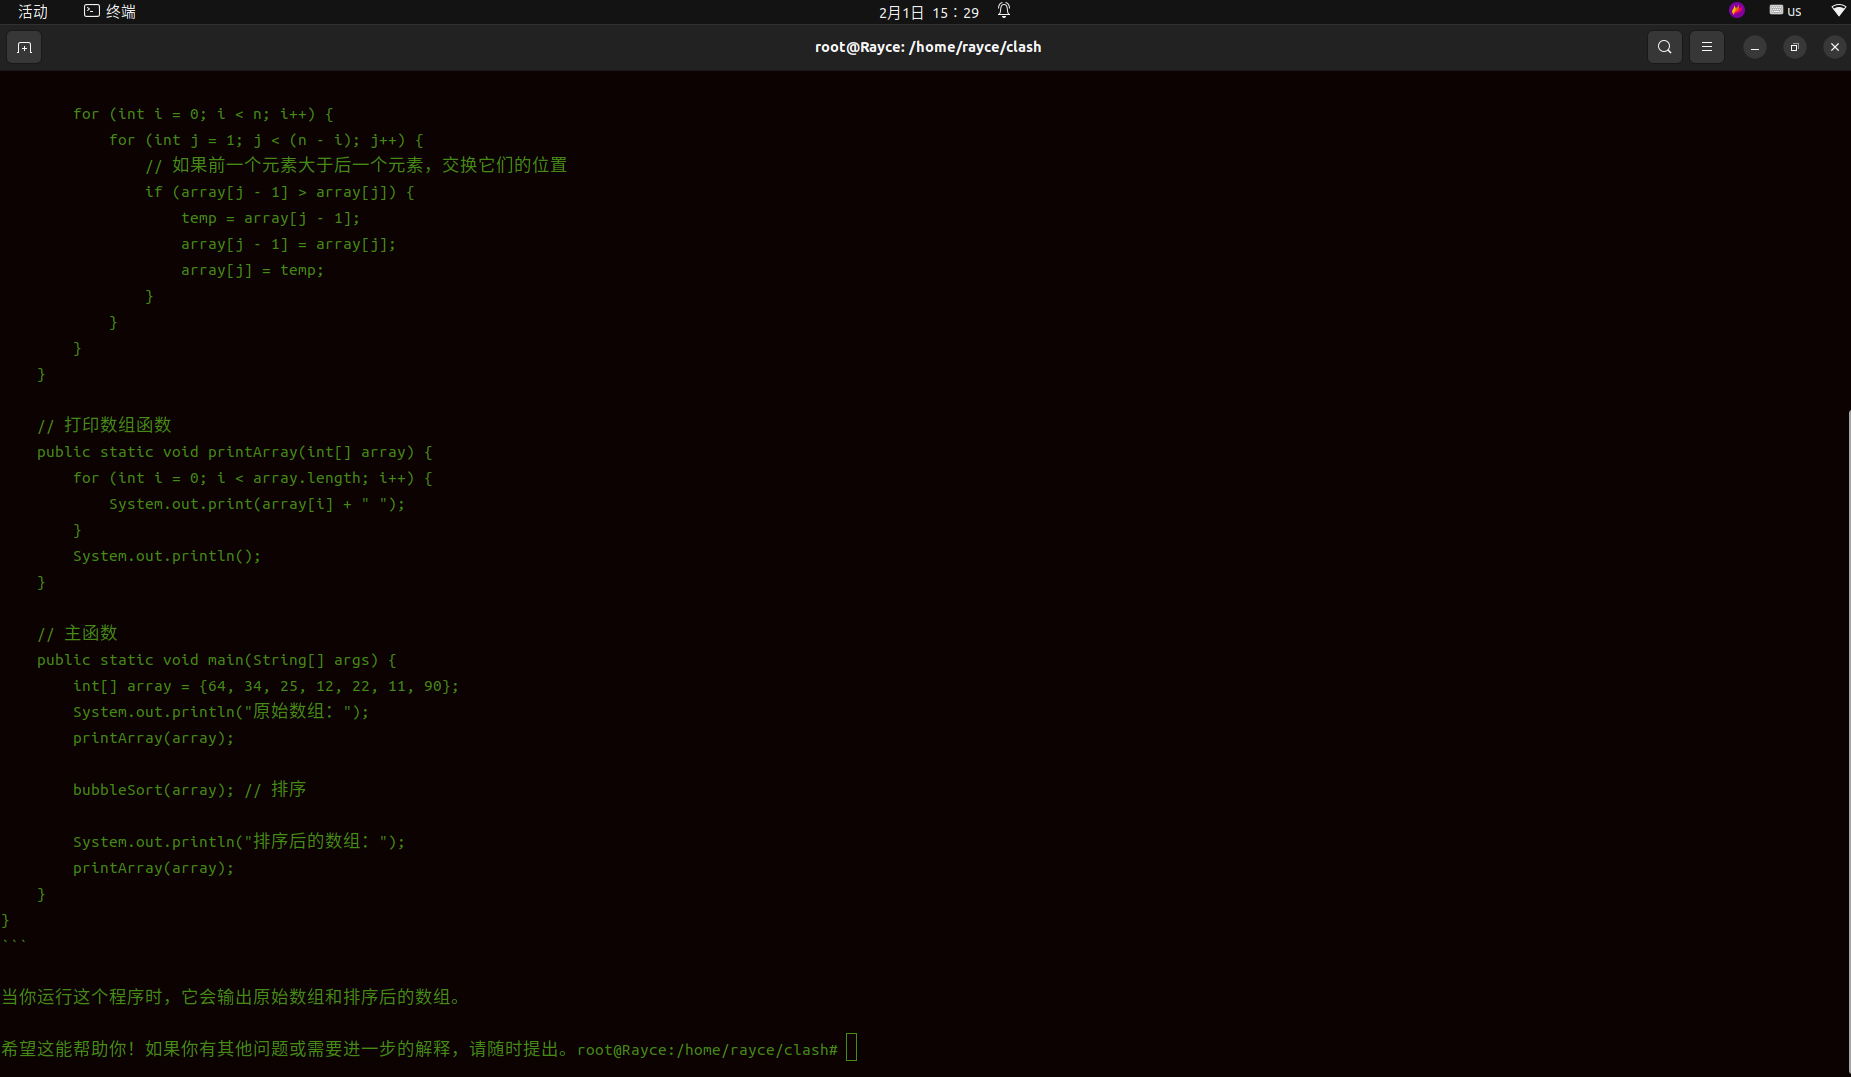 活动 终端 2月1日 15:29 us
root@Rayce: /home/rayce/clash
for (int i = 0; i < n; i++) {
for (int j = 1; j < (n - i); j++) {
// 如果前一个元素大于后一个元素，交换它们的位置
if (array[j - 1] > array[j]) {
temp = array[j - 1];
array[j - 1] = array[j];
array[j] = temp;
}
}
}
}
// 打印数组函数
public static void printArray(int[] array) {
for (int i = 0; i < array.length; i++) {
System.out.print(array[i] + " ");
}
System.out.println();
}
// 主函数
public static void main(String[] args) {
int[] array = {64, 34, 25, 12, 22, 11, 90};
System.out.println("原始数组：");
printArray(array);
bubbleSort(array); // 排序
System.out.println("排序后的数组：");
printArray(array);
}
}
```
当你运行这个程序时，它会输出原始数组和排序后的数组。
希望这能帮助你！如果你有其他问题或需要进一步的解释，请随时提出。root@Rayce:/home/rayce/clash#